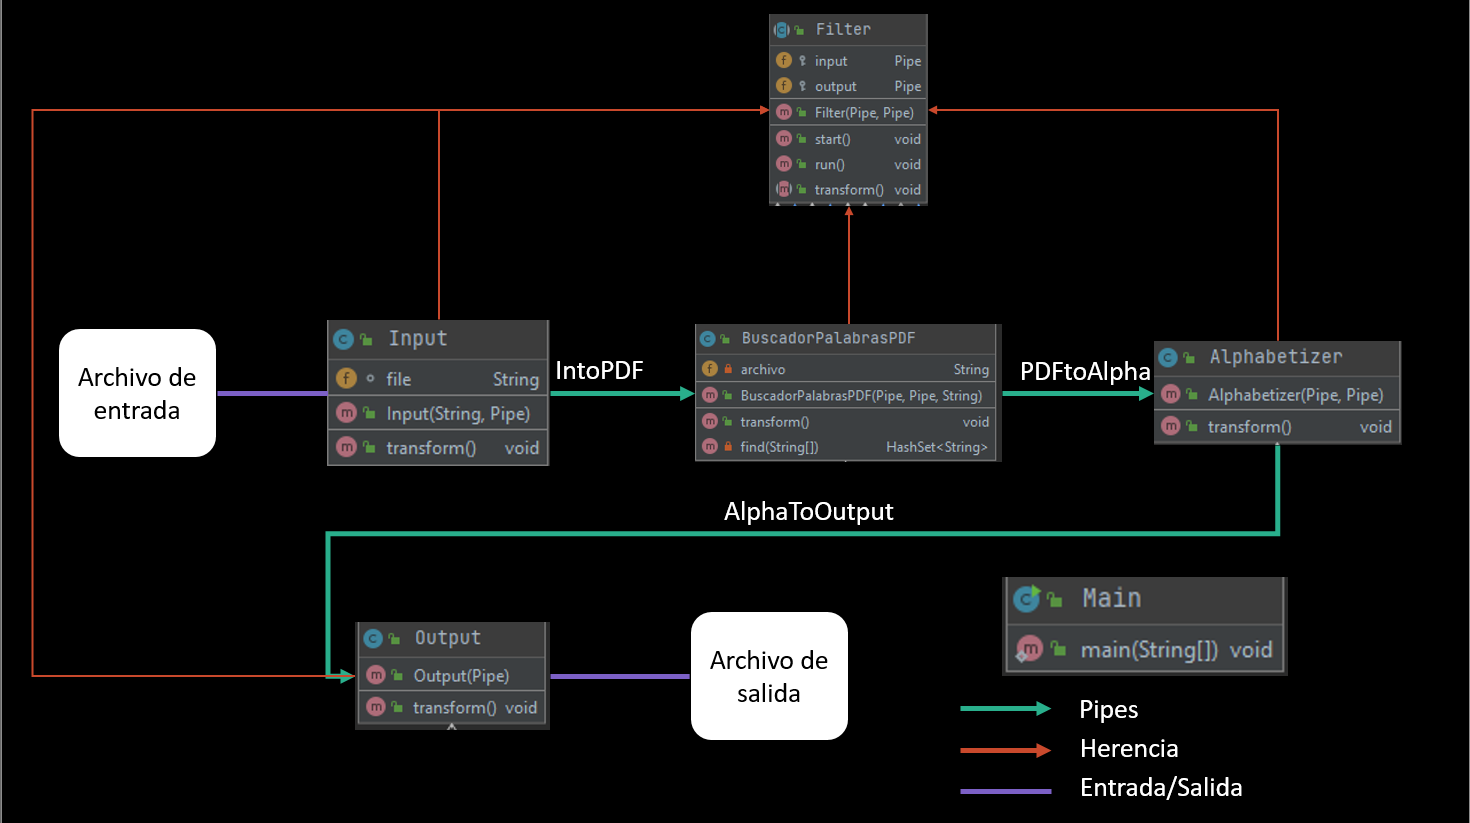 Filter
input Pipe
output Pipe
Filter(Pipe, Pipe)
start() void
run() void
transform() void
Archivo de
entrada
Input
file String
Input(String, Pipe)
transform() void
IntoPDF
BuscadorPalabrasPDF
archivo String
BuscadorPalabrasPDF(Pipe, Pipe, String)
transform() void
find(String[]) HashSet<String>
PDFtoAlpha
Alphabetizer
Alphabetizer(Pipe, Pipe)
transform() void
AlphaToOutput
Output
Output(Pipe)
transform() void
Archivo de
salida
Main
main(String[]) void
Pipes
Herencia
Entrada/Salida